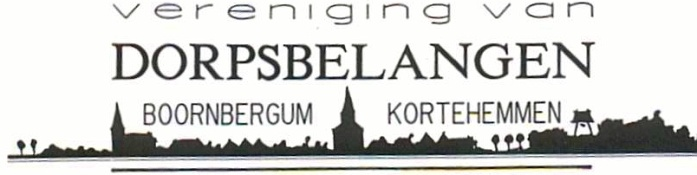 vereniging van
DORPSBELANGEN
BOORNBERGUM KORTEHEMMEN